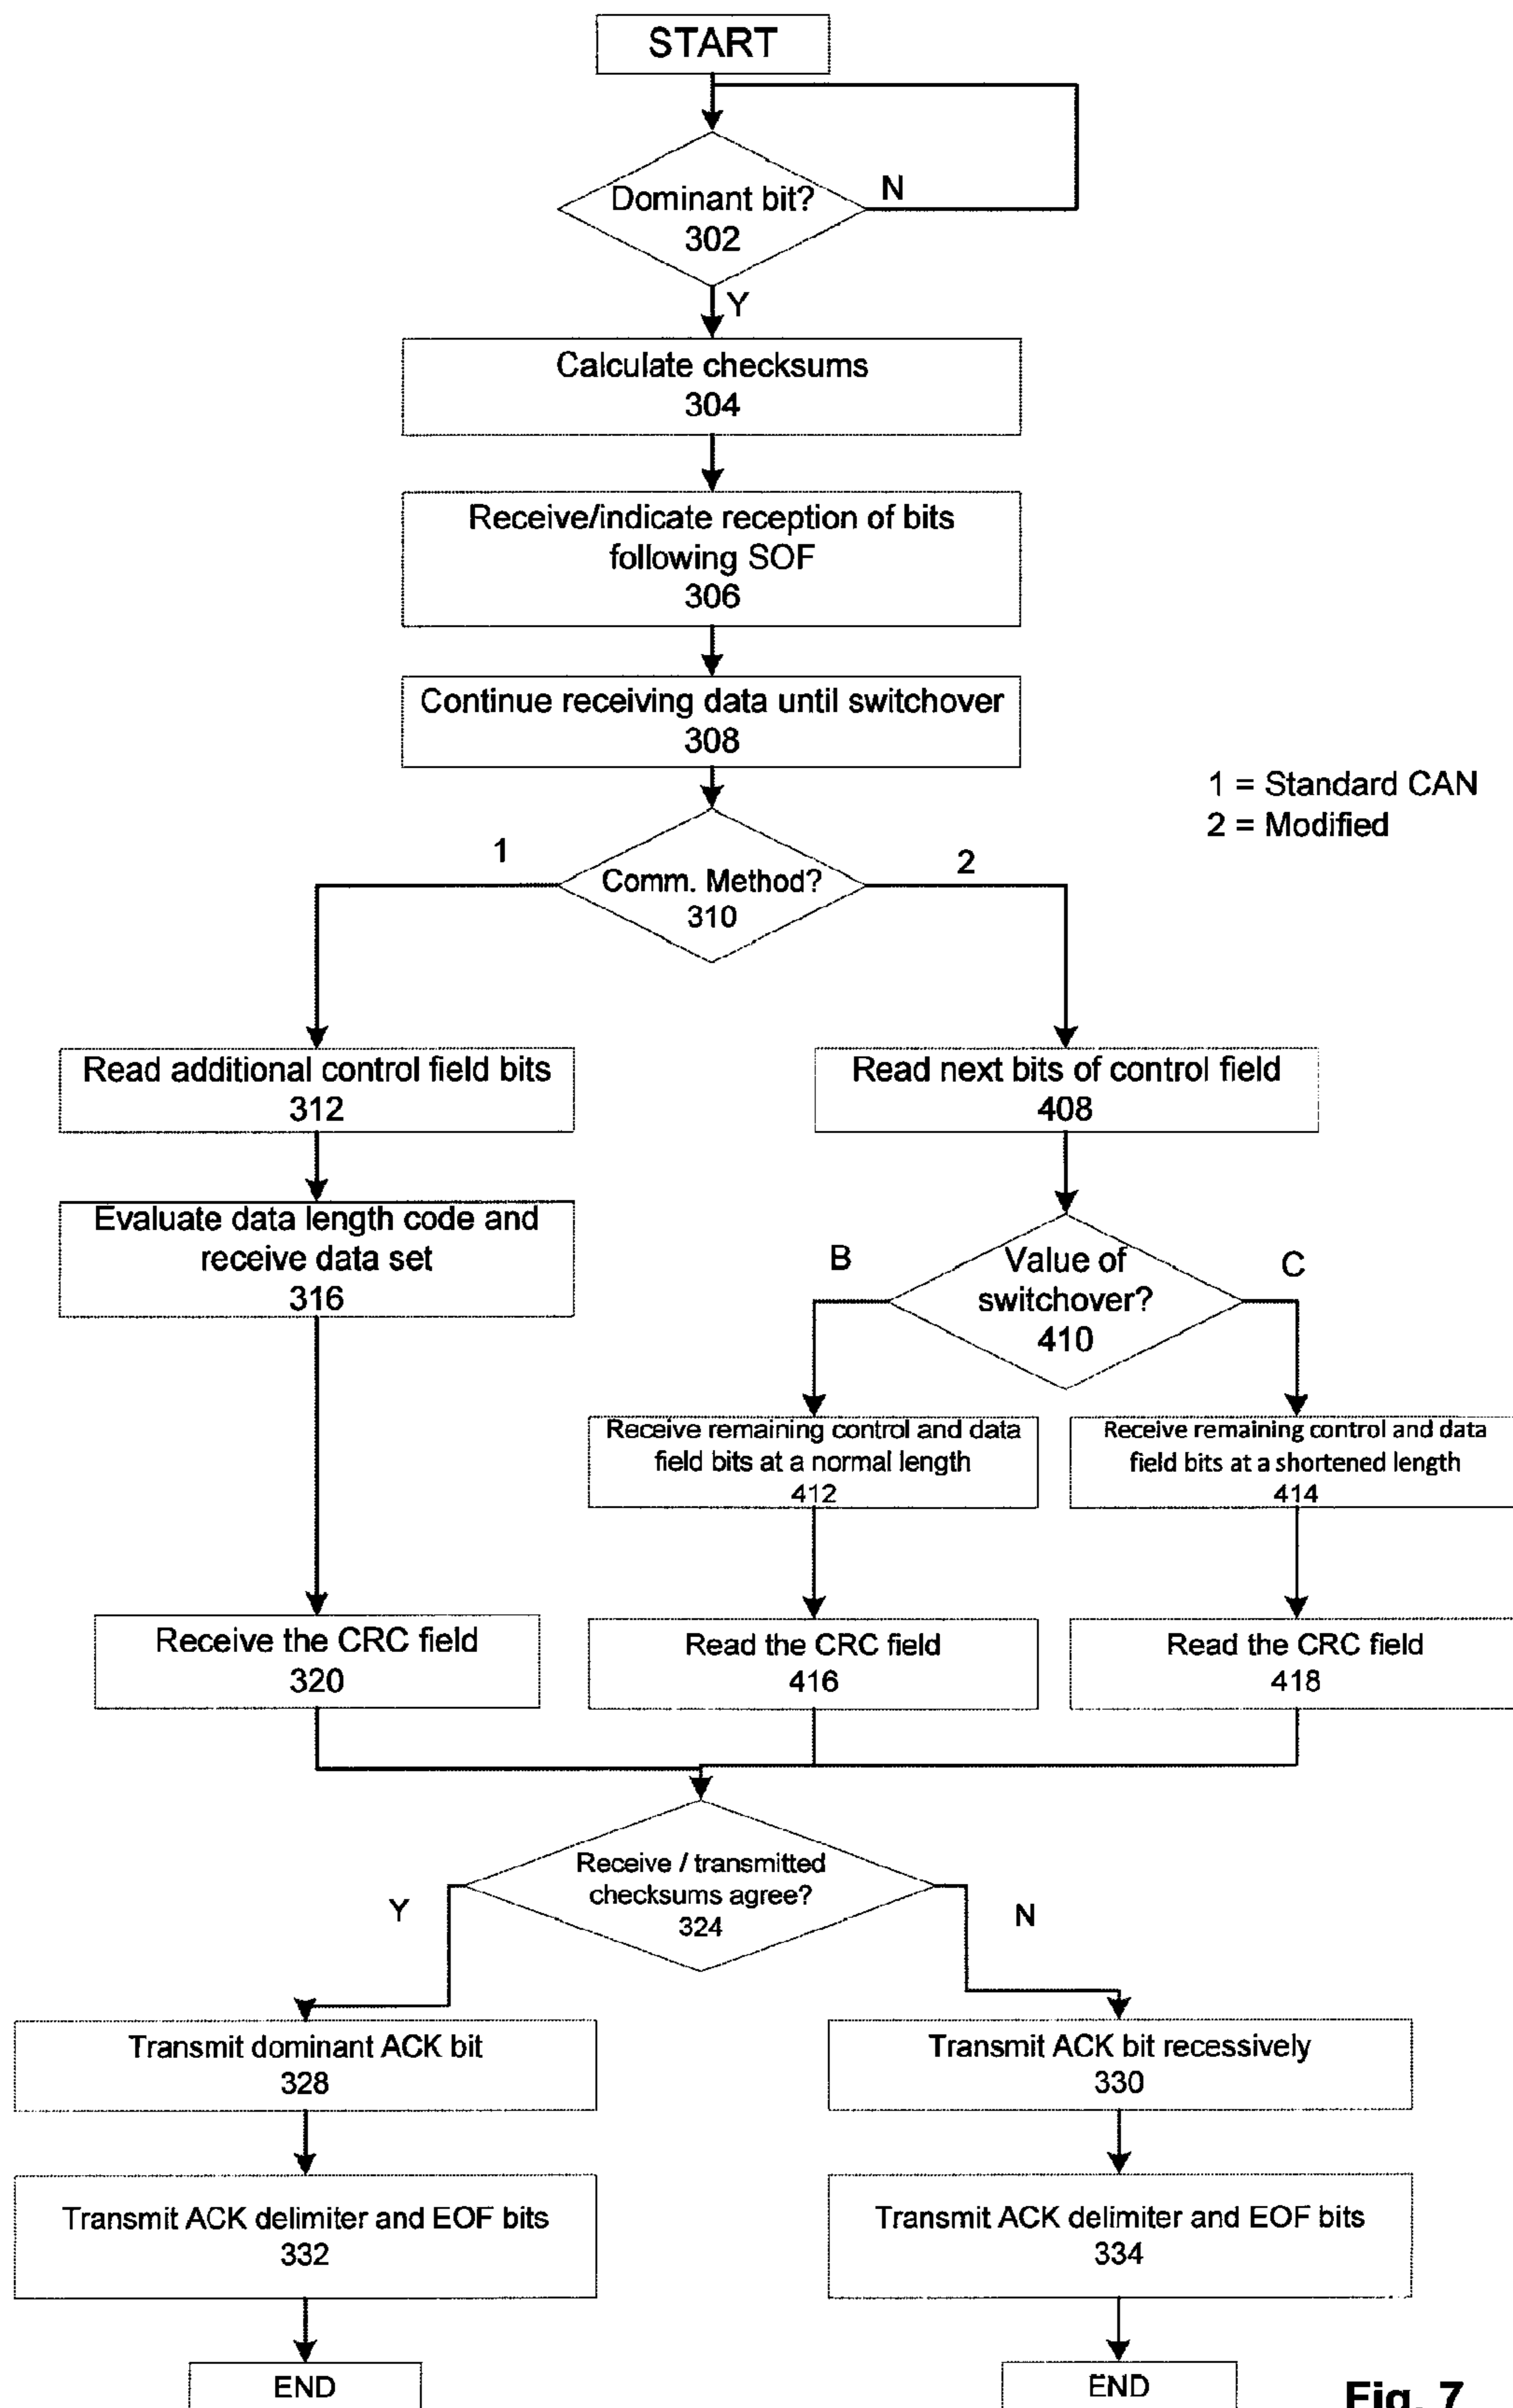 START
Dominant bit?
302
N
Y
Calculate checksums
304
Receive/indicate reception of bits
following SOF
306
Continue receiving data until switchover
308
1 = Standard CAN
2 = Modified
1
Comm. Method?
310
2
Read additional control field bits
312
Read next bits of control field
408
Evaluate data length code and
receive data set
316
B
Value of
switchover?
410
C
Receive remaining control and data
field bits at a normal length
412
Receive remaining control and data
field bits at a shortened length
414
Receive the CRC field
320
Read the CRC field
416
Read the CRC field
418
Receive / transmitted
checksums agree?
324
Y
N
Transmit dominant ACK bit
328
Transmit ACK bit recessively
330
Transmit ACK delimiter and EOF bits
332
Transmit ACK delimiter and EOF bits
334
END
END
Fig. 7